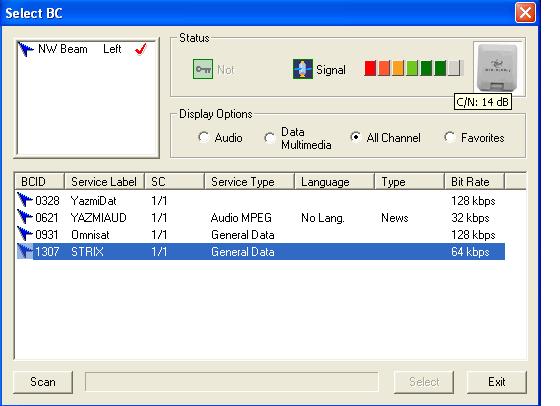 Select BC
NW Beam Left
Status
Not
Signal
C/N: 14 dB
Display Options
Audio
Data Multimedia
All Channel
Favorites
BCID Service Label SC Service Type Language Type Bit Rate
0328 YazmiDat 1/1 128 kbps
0621 YAZMIAUD 1/1 Audio MPEG No Lang. News 32 kbps
0931 Omnisat 1/1 General Data 128 kbps
1307 STRIX 1/1 General Data 64 kbps
Scan
Select
Exit